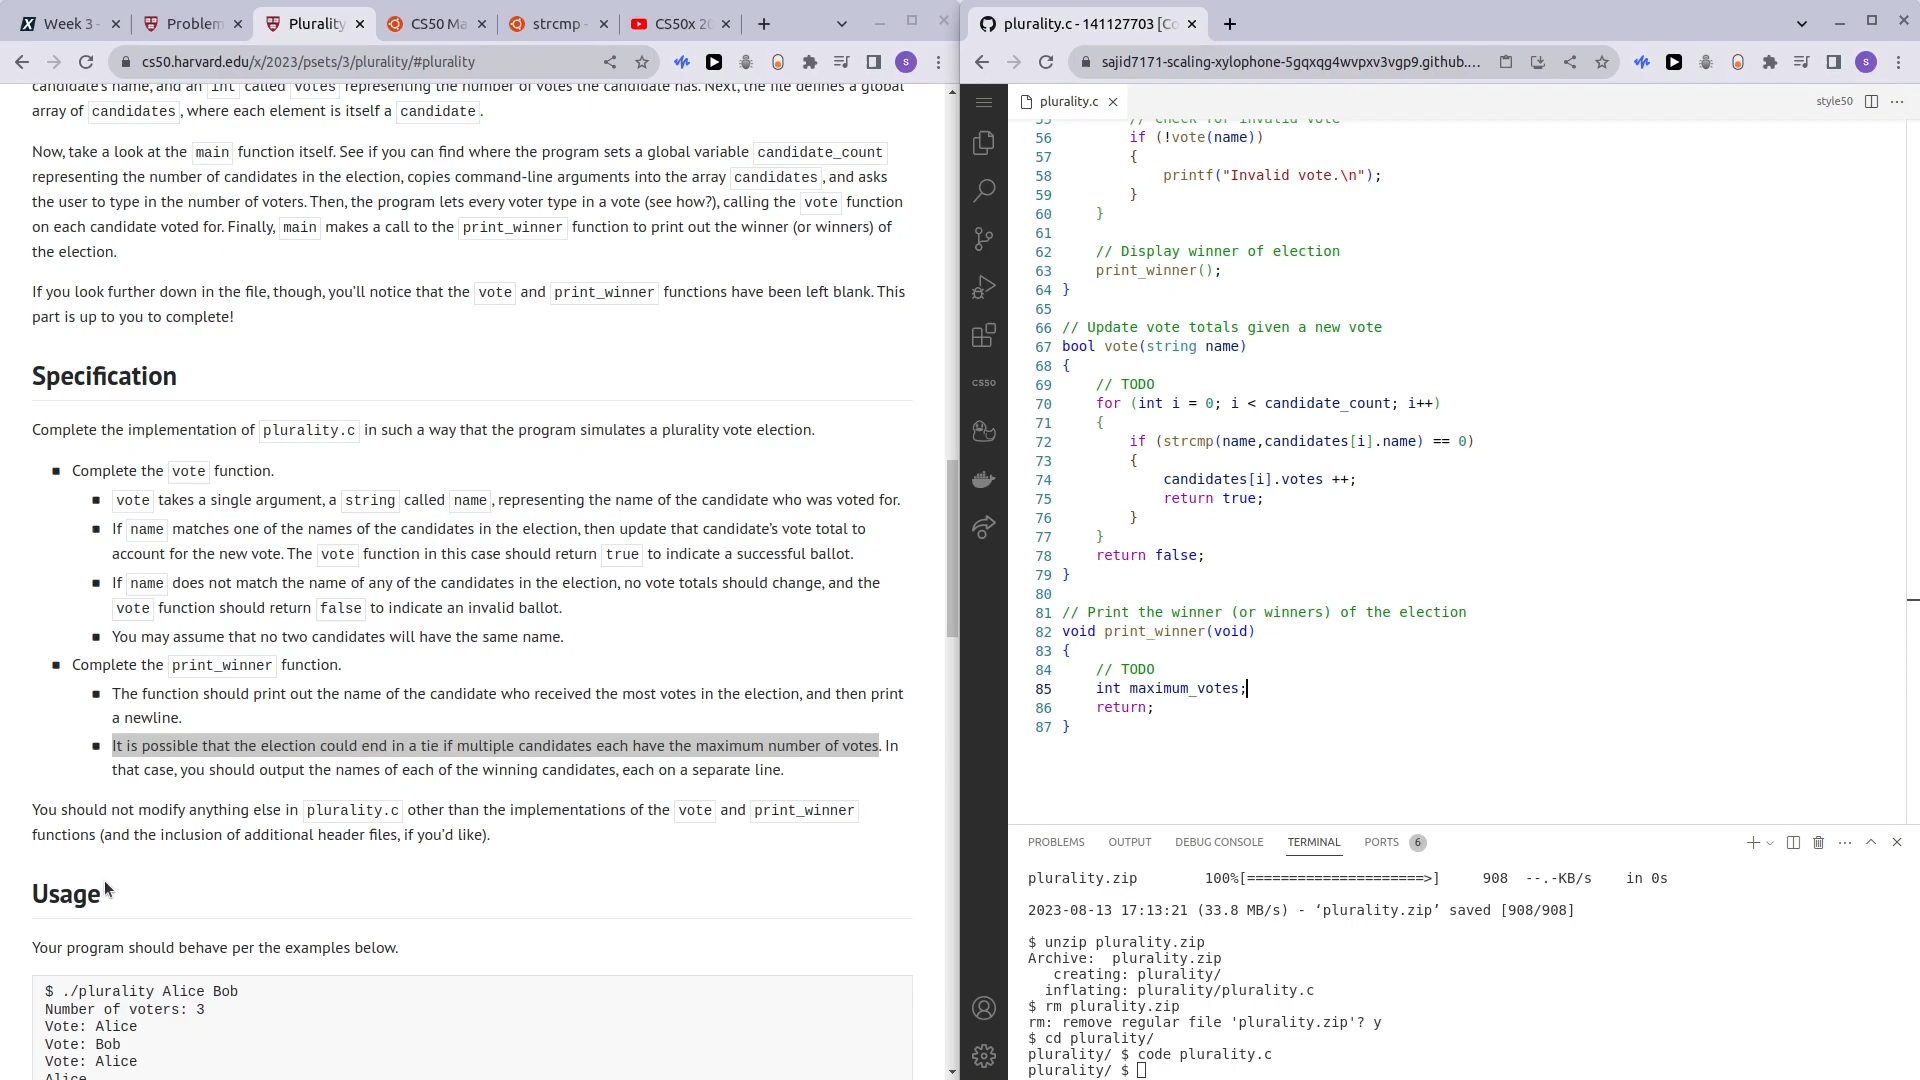 Week 3 -
Problem
Plurality
CS50 Ma
strcmp -
CS50x 20
plurality.c - 141127703 [Co
cs50.harvard.edu/x/2023/psets/3/plurality/#plurality
S
sajid7171-scaling-xylophone-5gqxqg4wvpxv3vgp9.github....
S
candidate's name, and an int called votes representing the number of votes the candidate has. Next, the file defines a global
array of candidates, where each element is itself a candidate.
Now, take a look at the main function itself. See if you can find where the program sets a global variable candidate_count
representing the number of candidates in the election, copies command-line arguments into the array candidates, and asks
the user to type in the number of voters. Then, the program lets every voter type in a vote (see how?), calling the vote function
on each candidate voted for. Finally, main makes a call to the print_winner function to print out the winner (or winners) of
the election.
If you look further down in the file, though, you'll notice that the vote and print_winner functions have been left blank. This
part is up to you to complete!
Specification
Complete the implementation of plurality.c in such a way that the program simulates a plurality vote election.
Complete the vote function.
vote takes a single argument, a string called name, representing the name of the candidate who was voted for.
If name matches one of the names of the candidates in the election, then update that candidate's vote total to
account for the new vote. The vote function in this case should return true to indicate a successful ballot.
If name does not match the name of any of the candidates in the election, no vote totals should change, and the
vote function should return false to indicate an invalid ballot.
You may assume that no two candidates will have the same name.
Complete the print_winner function.
The function should print out the name of the candidate who received the most votes in the election, and then print
a newline.
It is possible that the election could end in a tie if multiple candidates each have the maximum number of votes. In
that case, you should output the names of each of the winning candidates, each on a separate line.
You should not modify anything else in plurality.c other than the implementations of the vote and print_winner
functions (and the inclusion of additional header files, if you'd like).
Usage
Your program should behave per the examples below.
$ ./plurality Alice Bob
Number of voters: 3
Vote: Alice
Vote: Bob
Vote: Alice
Alice
plurality.c
style50
CS50
55 // Check for invalid vote
56 if (!vote(name))
57 {
58 printf("Invalid vote.\n");
59 }
60 }
61
62 // Display winner of election
63 print_winner();
64 }
65
66 // Update vote totals given a new vote
67 bool vote(string name)
68 {
69 // TODO
70 for (int i = 0; i < candidate_count; i++)
71 {
72 if (strcmp(name,candidates[i].name) == 0)
73 {
74 candidates[i].votes ++;
75 return true;
76 }
77 }
78 return false;
79 }
80
81 // Print the winner (or winners) of the election
82 void print_winner(void)
83 {
84 // TODO
85 int maximum_votes;
86 return;
87 }
PROBLEMS OUTPUT DEBUG CONSOLE TERMINAL PORTS 6
plurality.zip 100%[=====================>] 908 --.-KB/s in 0s
2023-08-13 17:13:21 (33.8 MB/s) - ‘plurality.zip’ saved [908/908]
$ unzip plurality.zip
Archive: plurality.zip
creating: plurality/
inflating: plurality/plurality.c
$ rm plurality.zip
rm: remove regular file 'plurality.zip'? y
$ cd plurality/
plurality/ $ code plurality.c
plurality/ $